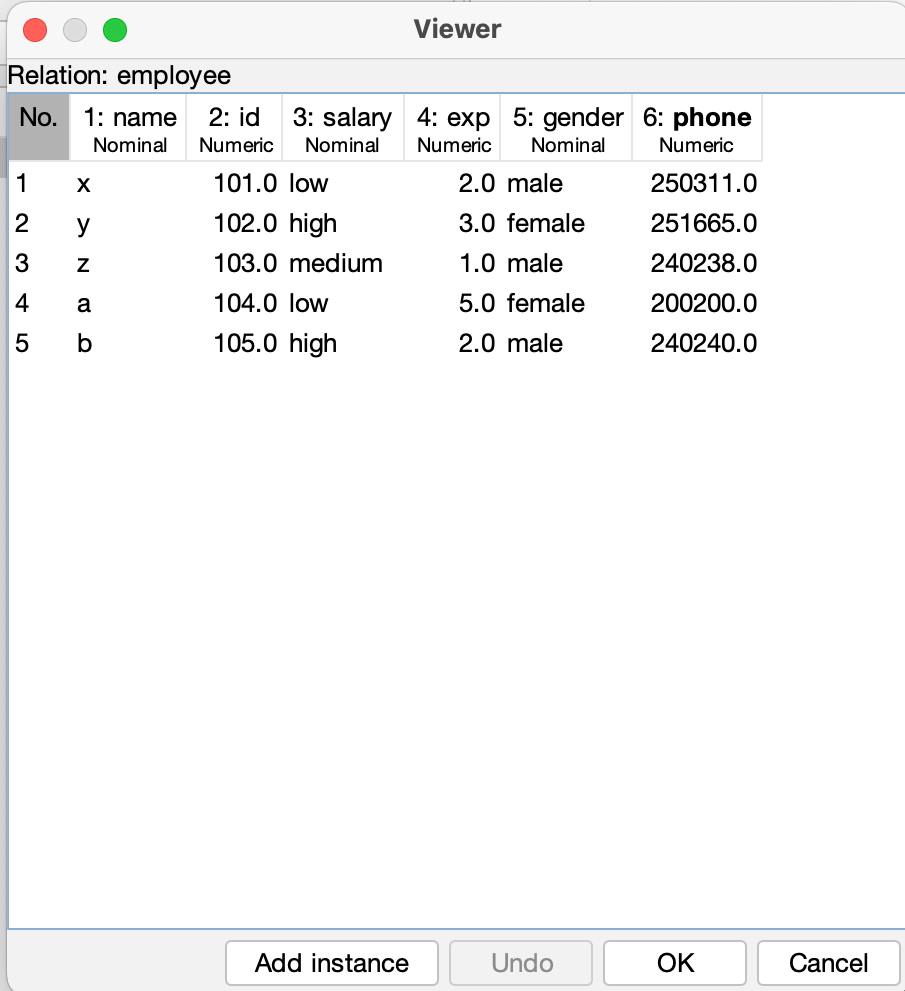 Viewer
Relation: employee
No. 1: name 2: id 3: salary 4: exp 5: gender 6: phone
Nominal Numeric Nominal Numeric Nominal Numeric
1 x 101.0 low 2.0 male 250311.0
2 y 102.0 high 3.0 female 251665.0
3 z 103.0 medium 1.0 male 240238.0
4 a 104.0 low 5.0 female 200200.0
5 b 105.0 high 2.0 male 240240.0
Add instance Undo OK Cancel